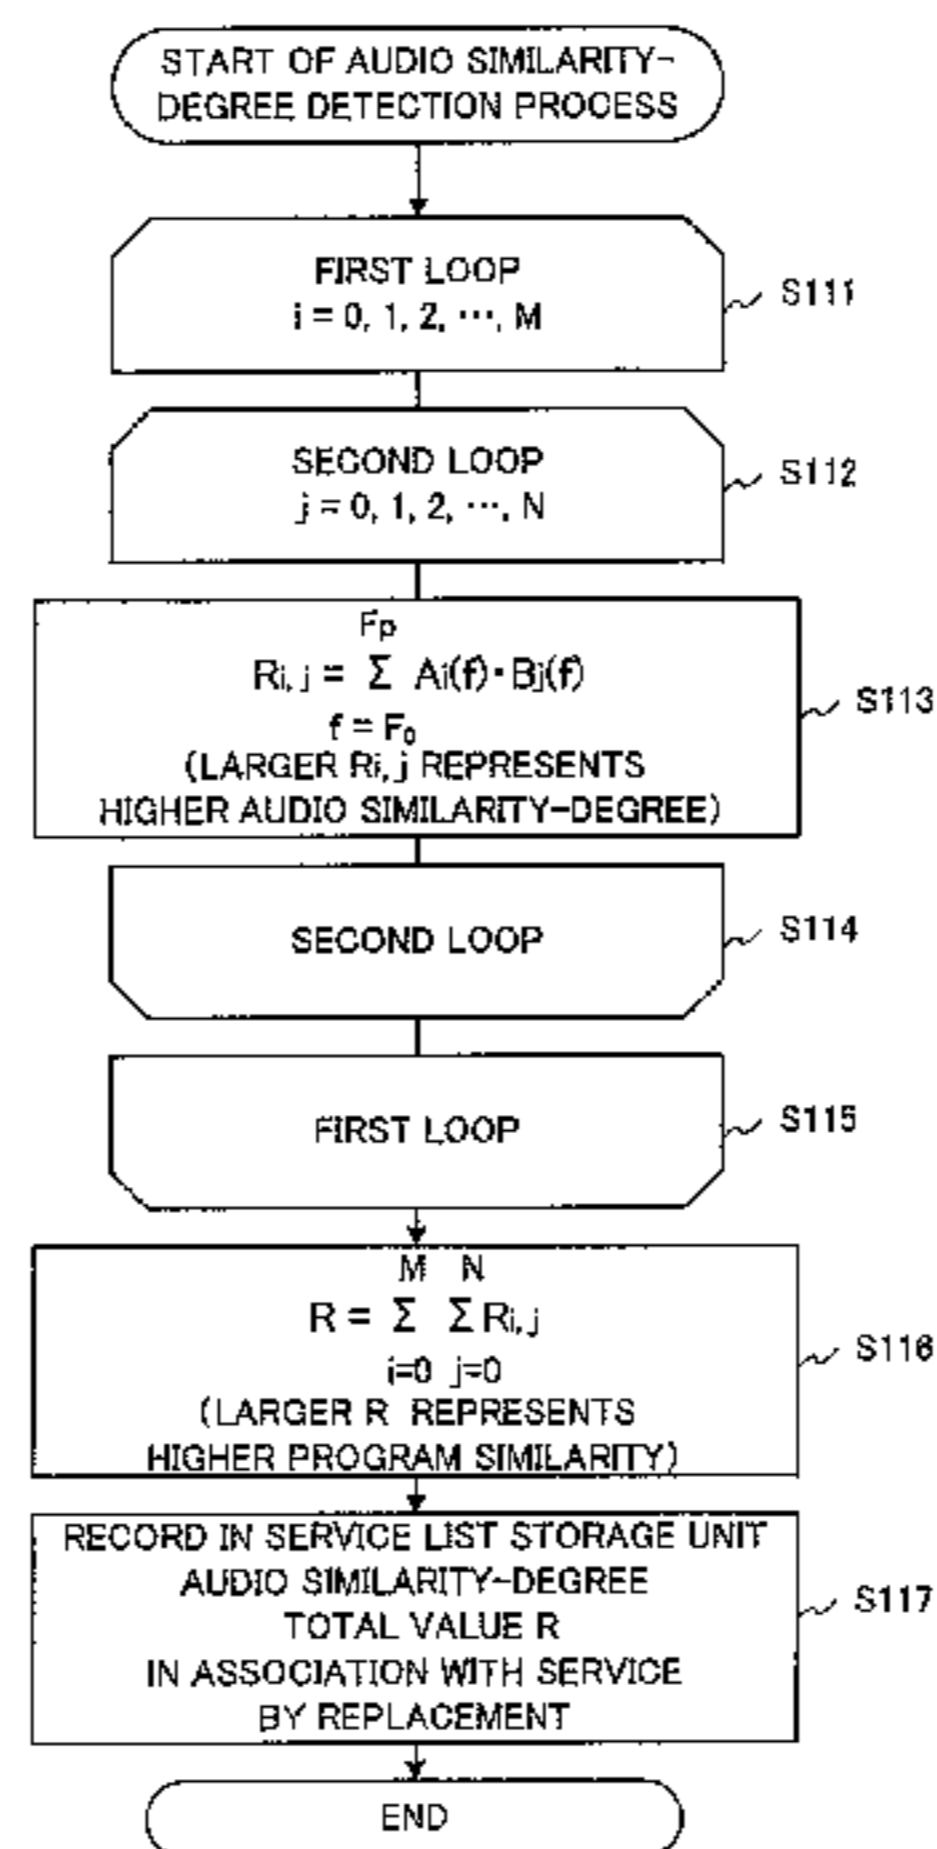 START OF AUDIO SIMILARITY-
DEGREE DETECTION PROCESS
FIRST LOOP
i = 0, 1, 2, ···, M
S111
SECOND LOOP
j = 0, 1, 2, ···, N
S112
Fp
Ri, j = Σ Ai(f)·Bj(f)
f = F0
(LARGER Ri, j REPRESENTS
HIGHER AUDIO SIMILARITY-DEGREE)
S113
SECOND LOOP
S114
FIRST LOOP
S115
M N
R = Σ Σ Ri, j
i=0 j=0
(LARGER R REPRESENTS
HIGHER PROGRAM SIMILARITY)
S116
RECORD IN SERVICE LIST STORAGE UNIT
AUDIO SIMILARITY-DEGREE
TOTAL VALUE R
IN ASSOCIATION WITH SERVICE
BY REPLACEMENT
S117
END